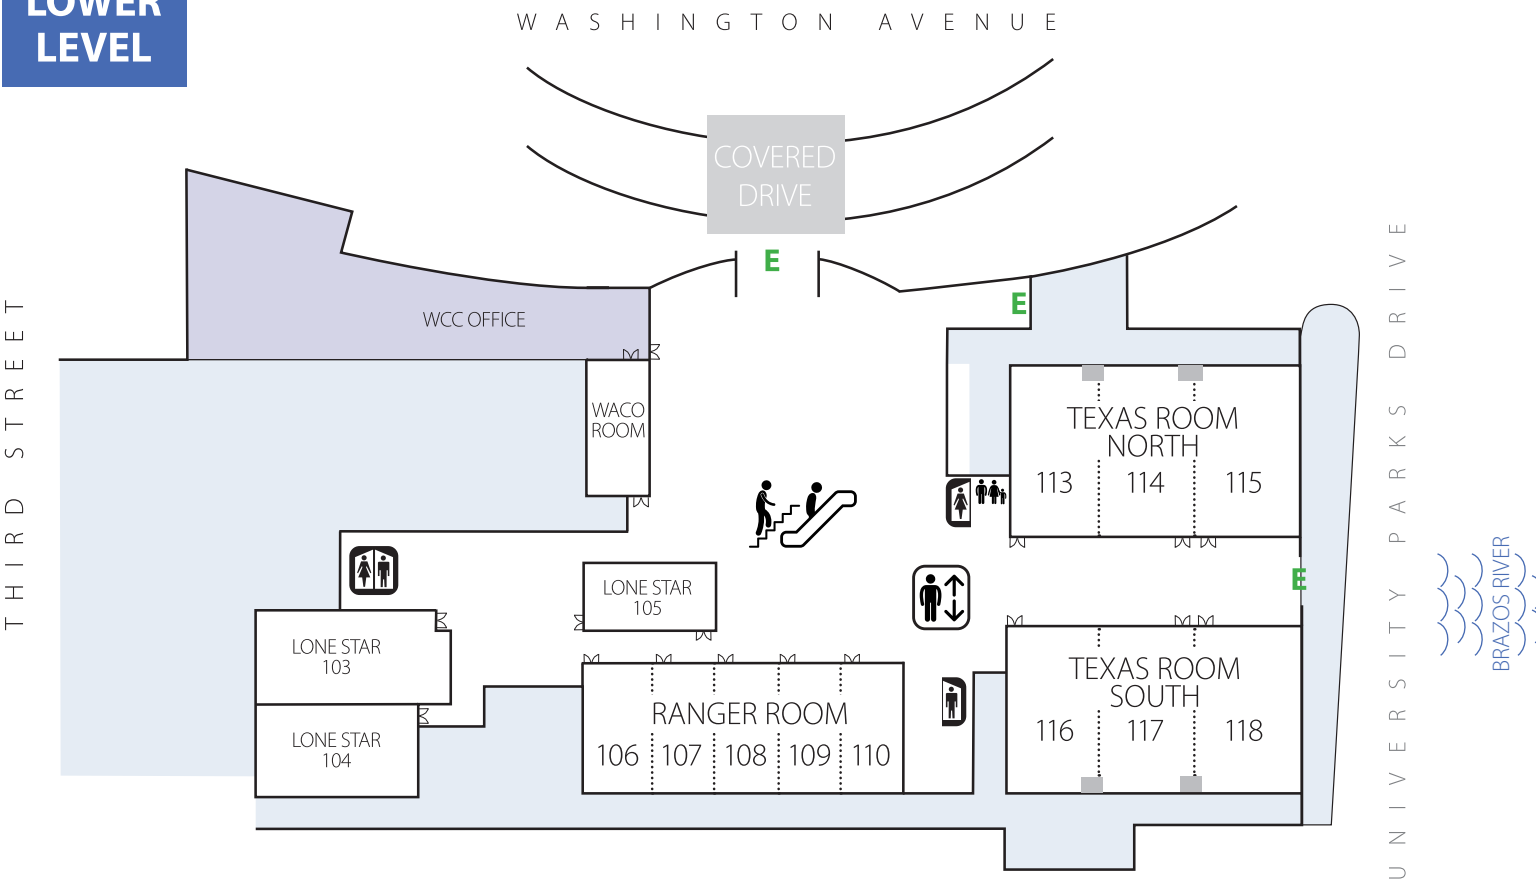 LOWER
LEVEL
WASHINGTON AVENUE
COVERED
DRIVE
E
E
WCC OFFICE
THIRD STREET
WACO
ROOM
TEXAS ROOM
NORTH
113 114 115
UNIVERSITY PARKS DRIVE
BRAZOS RIVER
E
LONE STAR
105
LONE STAR
103
LONE STAR
104
RANGER ROOM
106 107 108 109 110
TEXAS ROOM
SOUTH
116 117 118